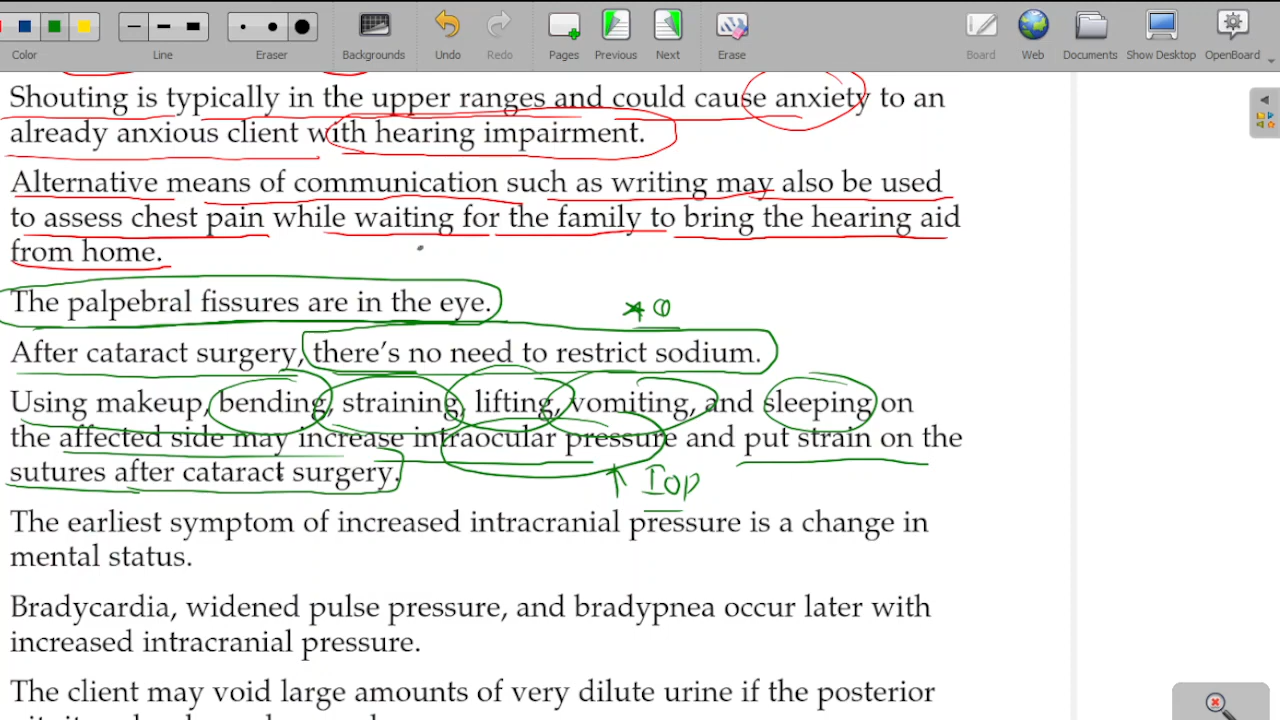 Color
Line
Eraser
Backgrounds
Undo
Redo
Pages
Previous
Next
Erase
Board
Web
Documents
Show Desktop
OpenBoard
Shouting is typically in the upper ranges and could cause anxiety to an
already anxious client with hearing impairment.
Alternative means of communication such as writing may also be used
to assess chest pain while waiting for the family to bring the hearing aid
from home.
The palpebral fissures are in the eye.
After cataract surgery, there's no need to restrict sodium.
Using makeup, bending, straining, lifting, vomiting, and sleeping on
the affected side may increase intraocular pressure and put strain on the
sutures after cataract surgery.
↑ IOP
The earliest symptom of increased intracranial pressure is a change in
mental status.
Bradycardia, widened pulse pressure, and bradypnea occur later with
increased intracranial pressure.
The client may void large amounts of very dilute urine if the posterior